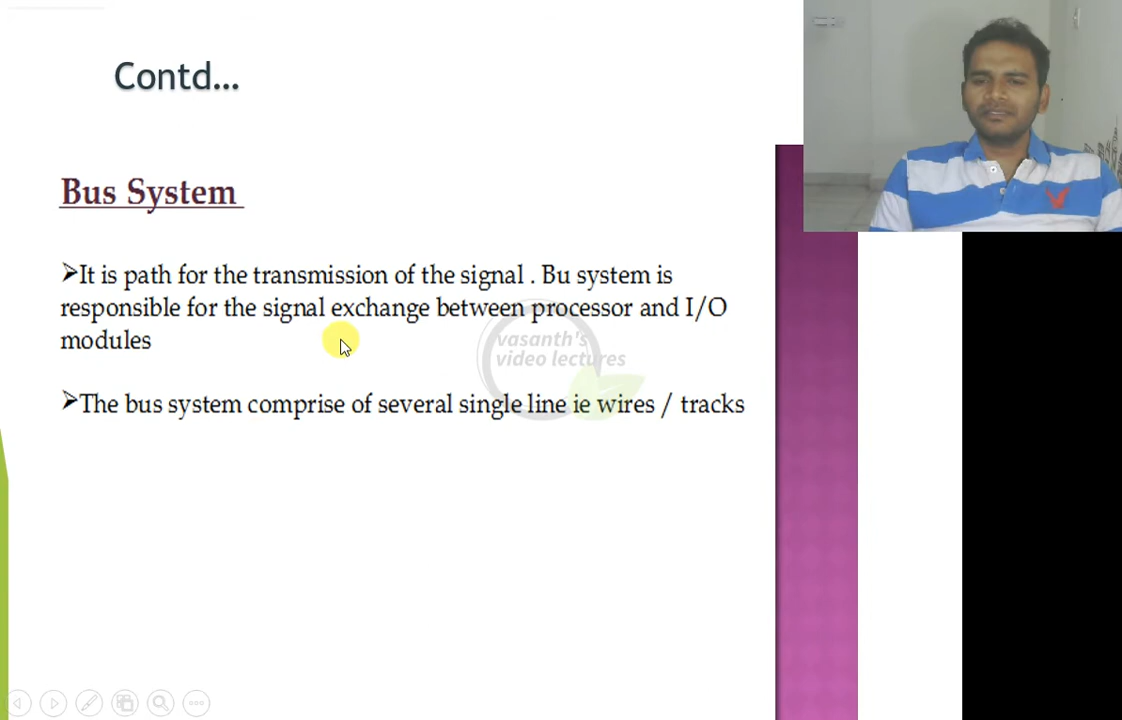 Contd...
Bus System
➢It is path for the transmission of the signal . Bu system is
responsible for the signal exchange between processor and I/O
modules
vasanth's
video lectures
➢The bus system comprise of several single line ie wires / tracks